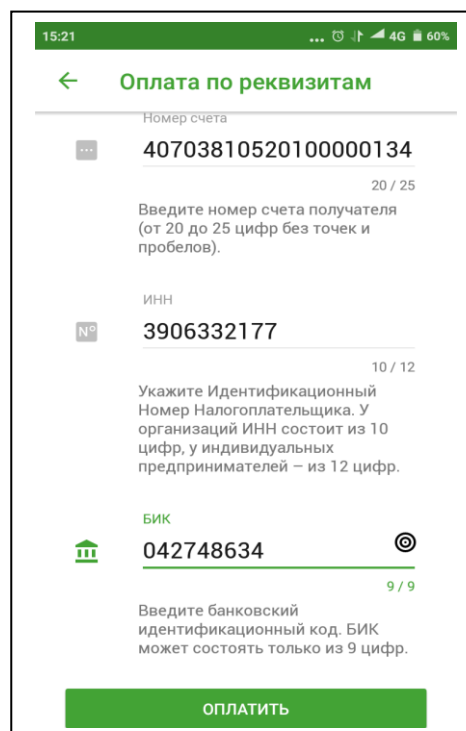 15:21 ... 4G 60%
Оплата по реквизитам
Номер счета
40703810520100000134
20 / 25
Введите номер счета получателя
(от 20 до 25 цифр без точек и
пробелов).
ИНН
N°
3906332177
10 / 12
Укажите Идентификационный
Номер Налогоплательщика. У
организаций ИНН состоит из 10
цифр, у индивидуальных
предпринимателей – из 12 цифр.
БИК
042748634
9 / 9
Введите банковский
идентификационный код. БИК
может состоять только из 9 цифр.
ОПЛАТИТЬ